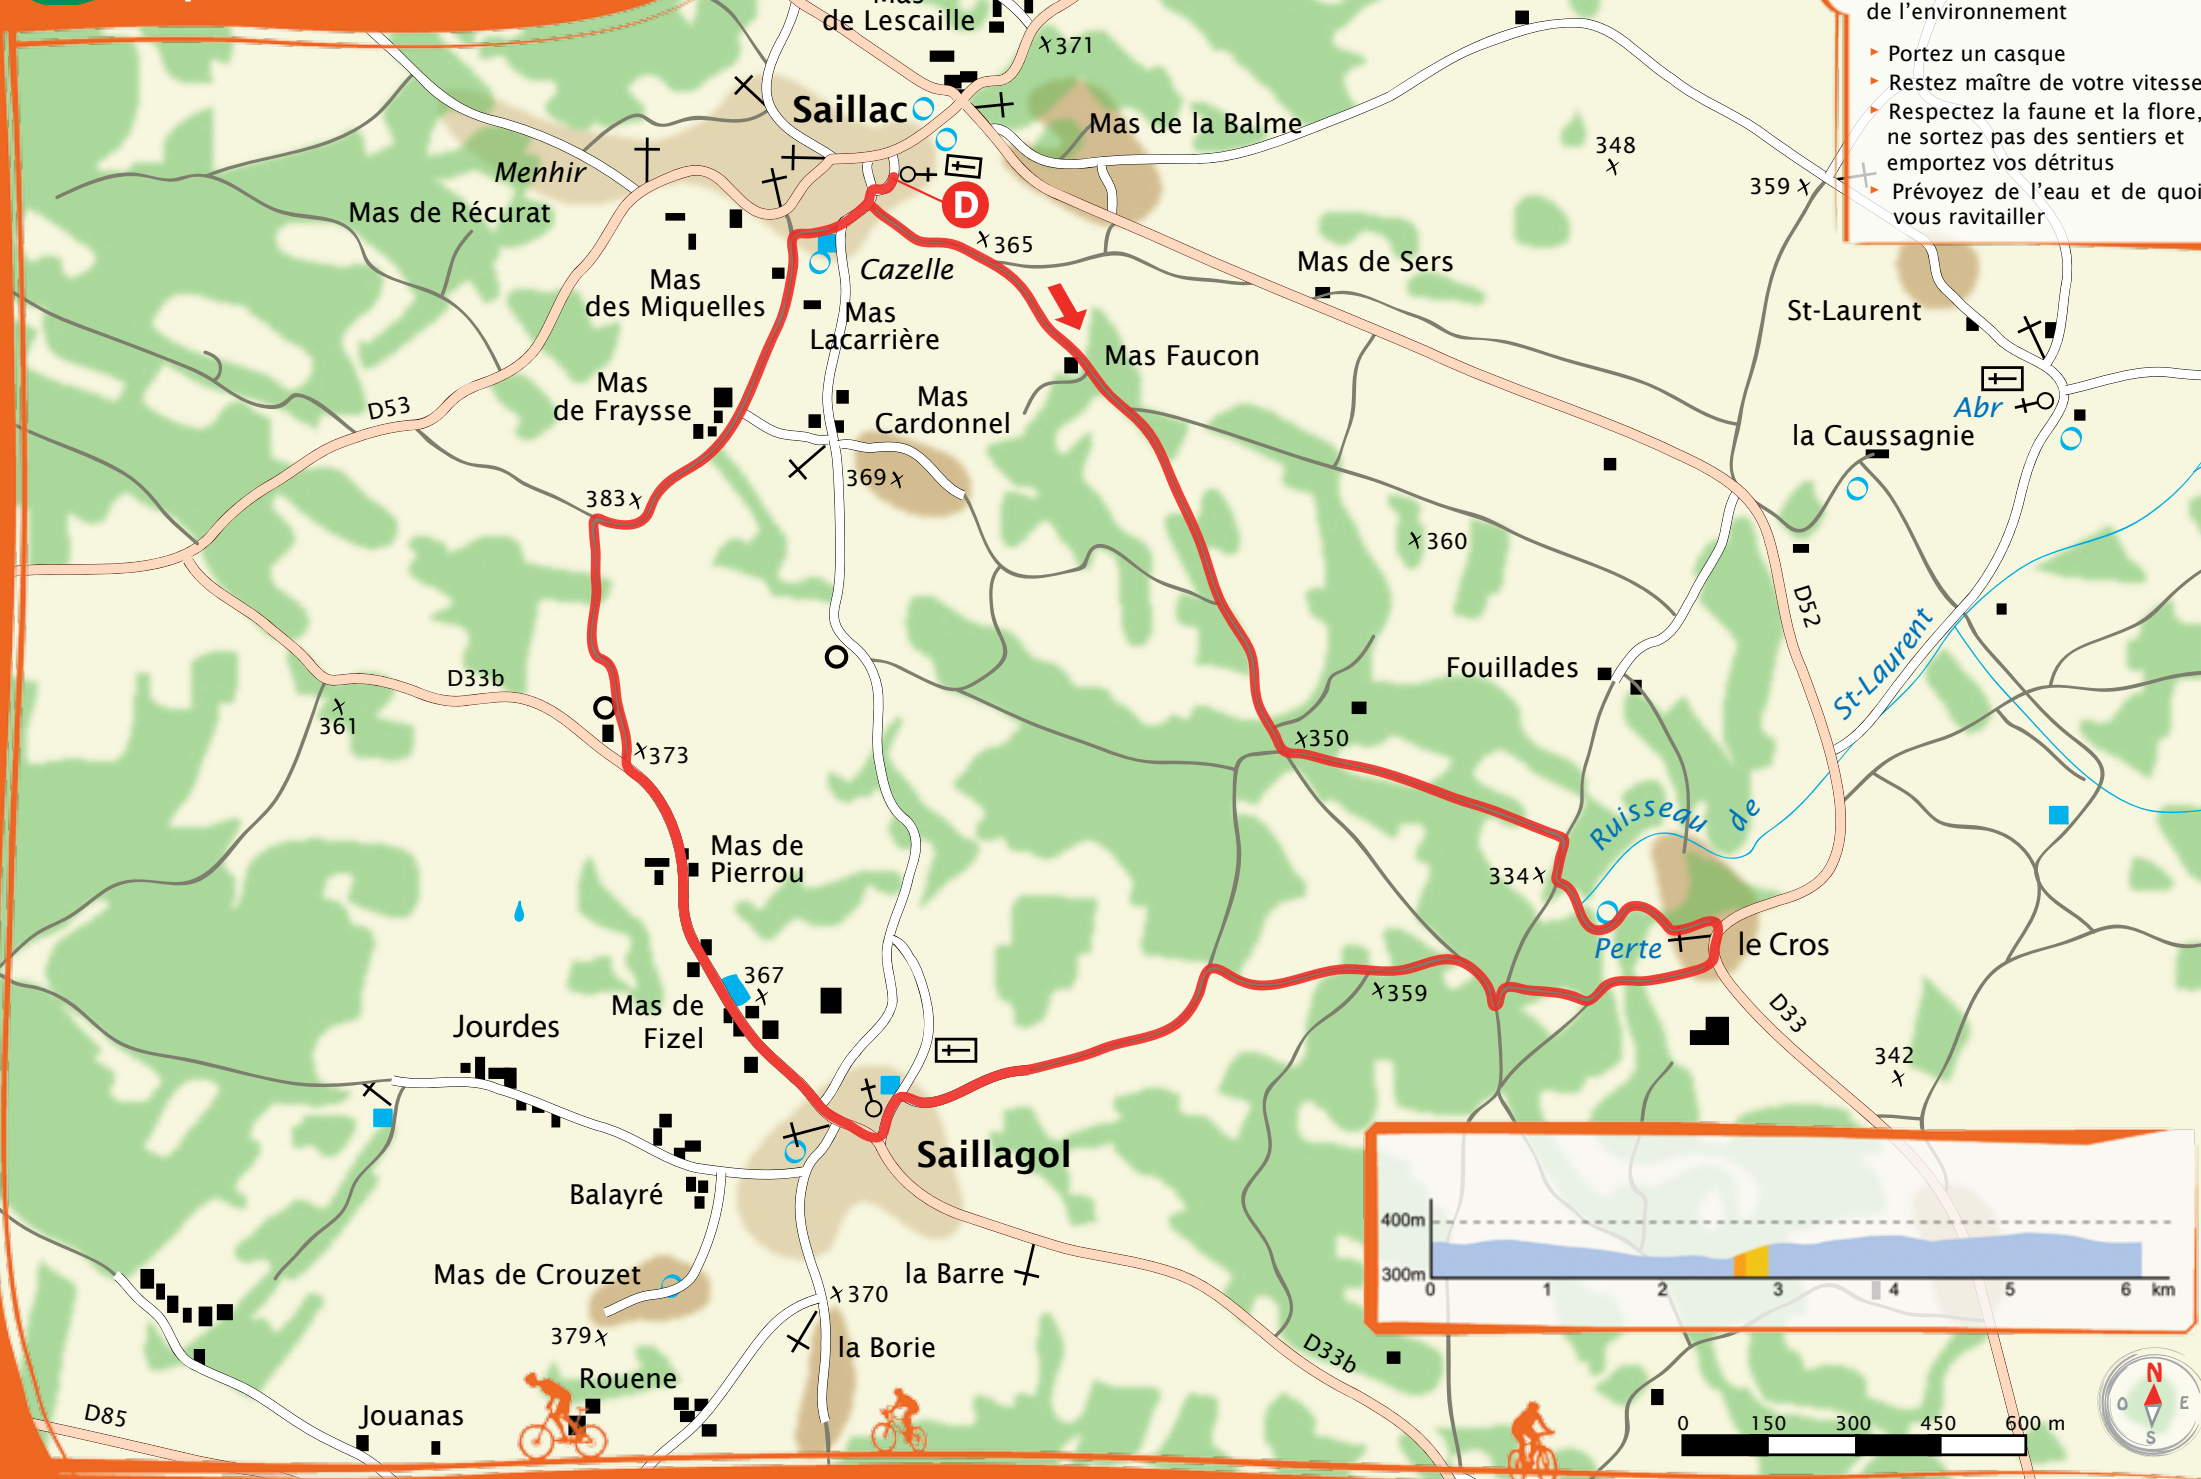 de l'environnement
▸ Portez un casque
▸ Restez maître de votre vitesse
▸ Respectez la faune et la flore,
ne sortez pas des sentiers et
emportez vos détritus
▸ Prévoyez de l'eau et de quoi
vous ravitailler
de Lescaille
371
Saillac
Mas de la Balme
348
359
Menhir
Mas de Récurat
D
365
Cazelle
Mas de Sers
Mas
des Miquelles
Mas
Lacarrière
St-Laurent
Mas Faucon
Mas
de Fraysse
Mas
Cardonnel
D53
Abr
la Caussagnie
369
383
360
D52
St-Laurent
Fouillades
D33b
361
350
373
Ruisseau de
Mas de
Pierrou
334
Perte
le Cros
367
359
Mas de
Fizel
D33
Jourdes
342
Saillagol
Balayré
Mas de Crouzet
la Barre
370
379
la Borie
D33b
Rouene
Jouanas
D85
400m
300m
0 1 2 3 4 5 6 km
0 150 300 450 600 m
N
O E
S